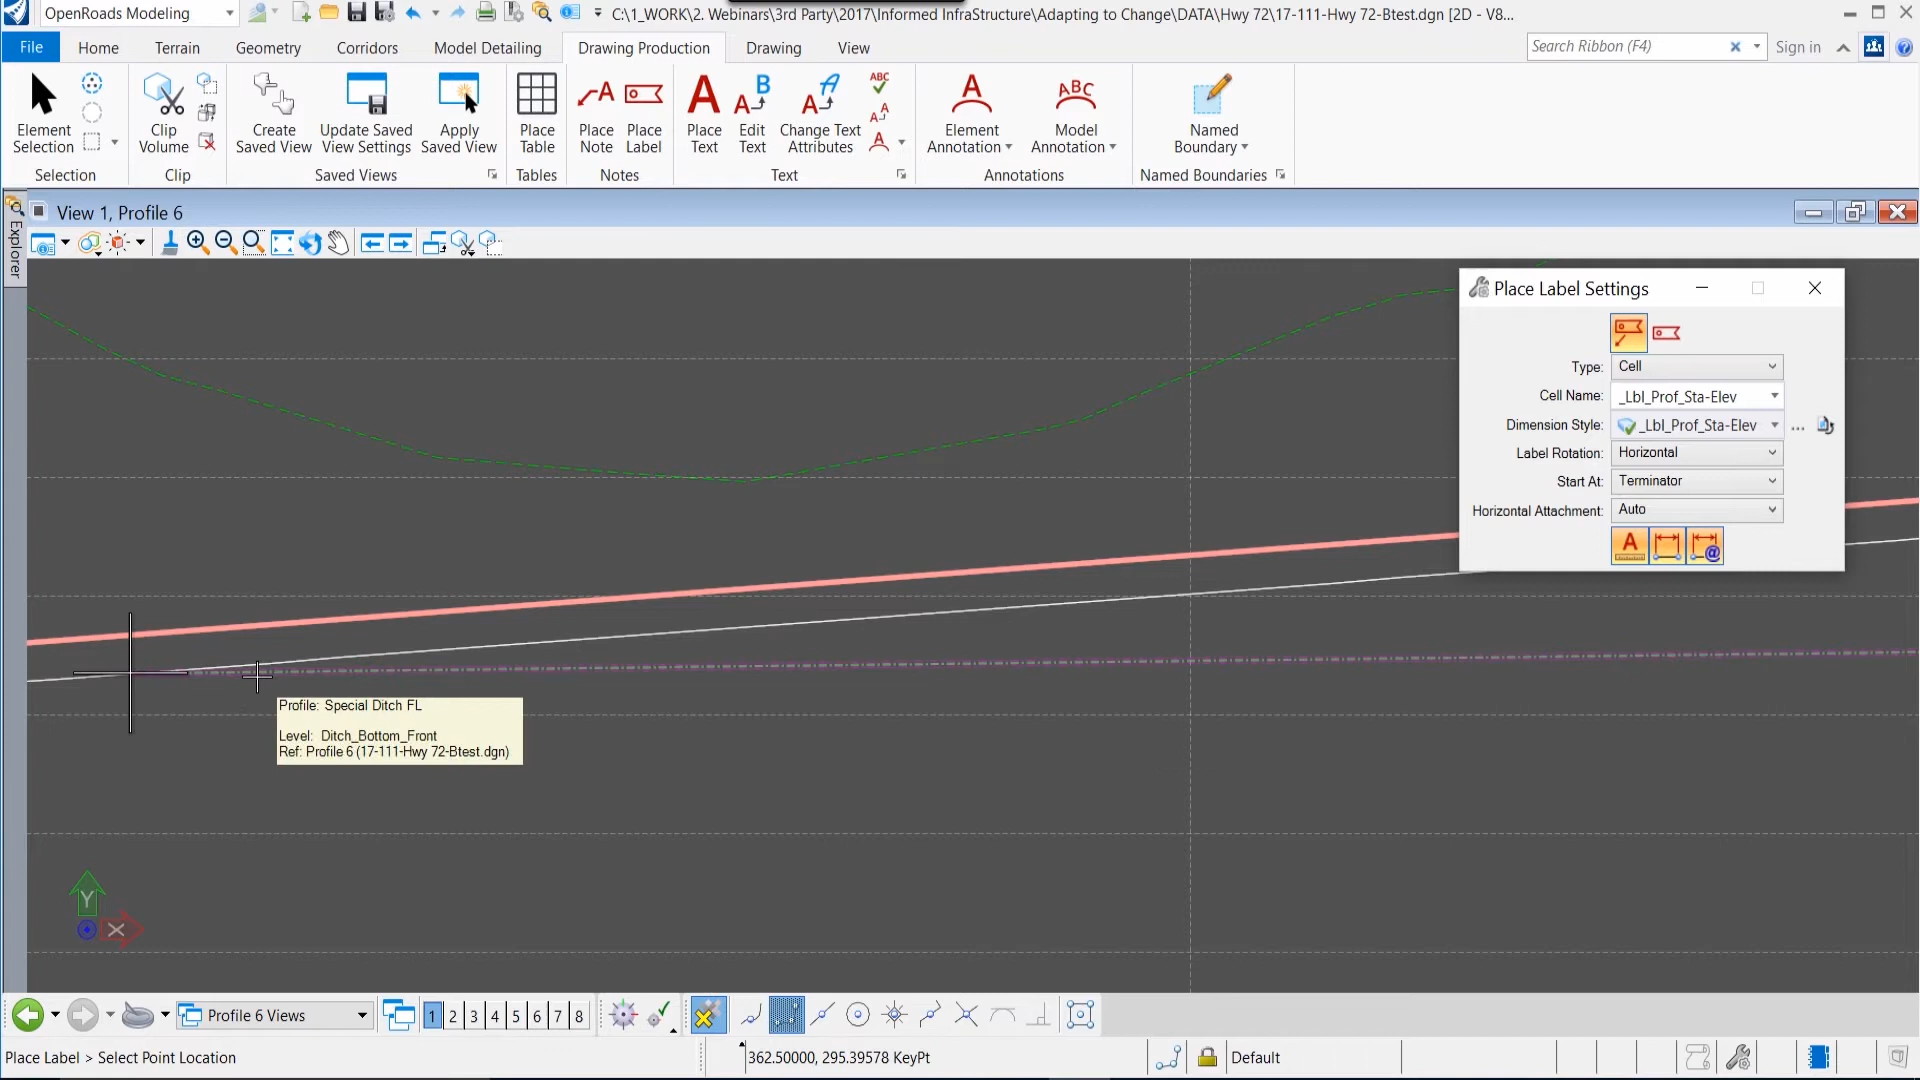 OpenRoads Modeling
C:\1_WORK\2. Webinars\3rd Party\2017\Informed InfraStructure\Adapting to Change\DATA\Hwy 72\17-111-Hwy 72-Btest.dgn [2D - V8...
File Home Terrain Geometry Corridors Model Detailing Drawing Production Drawing View
Search Ribbon (F4) Sign in
Element Selection
Clip Volume
Create Saved View
Update Saved View Settings
Apply Saved View
Place Table
Place Note
Place Label
Place Text
Edit Text
Change Text Attributes
Element Annotation
Model Annotation
Named Boundary
Selection Clip Saved Views Tables Notes Text Annotations Named Boundaries
Explorer
View 1, Profile 6
Place Label Settings
Type: Cell
Cell Name: _Lbl_Prof_Sta-Elev
Dimension Style: _Lbl_Prof_Sta-Elev ...
Label Rotation: Horizontal
Start At: Terminator
Horizontal Attachment: Auto
Profile: Special Ditch FL
Level: Ditch_Bottom_Front
Ref: Profile 6 (17-111-Hwy 72-Btest.dgn)
Y
X
Profile 6 Views 1 2 3 4 5 6 7 8
Place Label > Select Point Location 362.50000, 295.39578 KeyPt Default